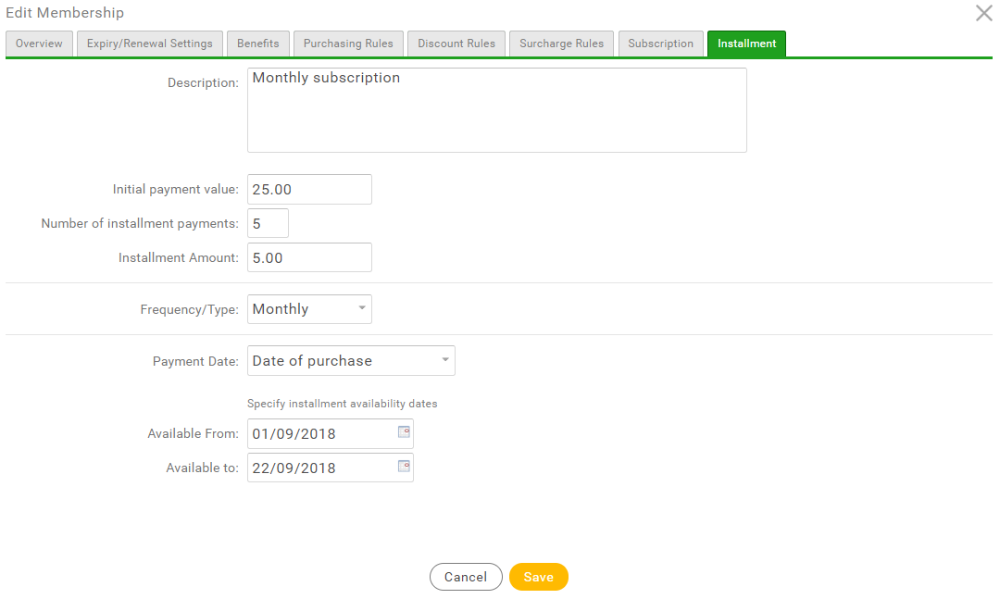 Edit Membership
Overview Expiry/Renewal Settings Benefits Purchasing Rules Discount Rules Surcharge Rules Subscription Installment
Description: Monthly subscription
Initial payment value: 25.00
Number of installment payments: 5
Installment Amount: 5.00
Frequency/Type: Monthly
Payment Date: Date of purchase
Specify installment availability dates
Available From: 01/09/2018
Available to: 22/09/2018
Cancel Save